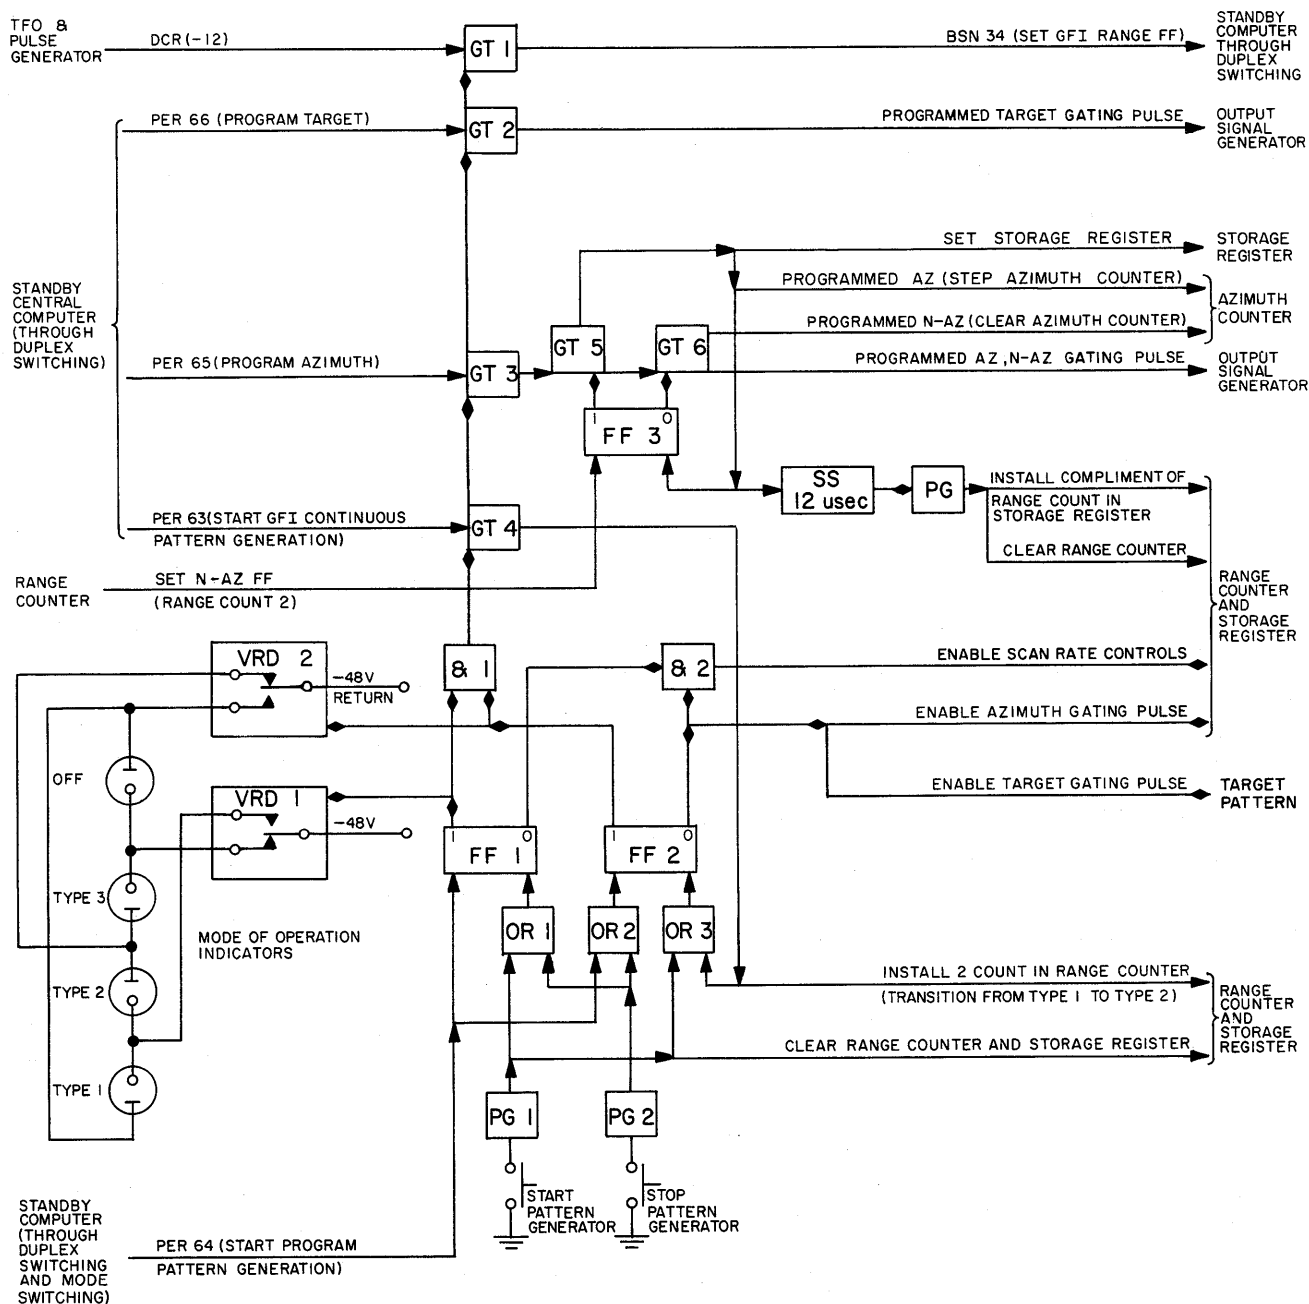 TFO &
PULSE
GENERATOR
DCR (-12)
GT 1
BSN 34 (SET GFI RANGE FF)
STANDBY
COMPUTER
THROUGH
DUPLEX
SWITCHING
PER 66 (PROGRAM TARGET)
GT 2
PROGRAMMED TARGET GATING PULSE
OUTPUT
SIGNAL
GENERATOR
SET STORAGE REGISTER
STORAGE
REGISTER
PROGRAMMED AZ (STEP AZIMUTH COUNTER)
PROGRAMMED N-AZ (CLEAR AZIMUTH COUNTER)
AZIMUTH
COUNTER
STANDBY
CENTRAL
COMPUTER
(THROUGH
DUPLEX
SWITCHING)
PER 65 (PROGRAM AZIMUTH)
GT 3
GT 5
GT 6
PROGRAMMED AZ, N-AZ GATING PULSE
OUTPUT
SIGNAL
GENERATOR
1 0
FF 3
SS
12 usec
PG
INSTALL COMPLIMENT OF
RANGE COUNT IN
STORAGE REGISTER
CLEAR RANGE COUNTER
PER 63 (START GFI CONTINUOUS
PATTERN GENERATION)
GT 4
RANGE
COUNTER
SET N-AZ FF
(RANGE COUNT 2)
RANGE
COUNTER
AND
STORAGE
REGISTER
VRD 2
-48V
RETURN
& 1
& 2
ENABLE SCAN RATE CONTROLS
ENABLE AZIMUTH GATING PULSE
OFF
VRD 1
-48V
ENABLE TARGET GATING PULSE
TARGET
PATTERN
1 0
FF 1
1 0
FF 2
TYPE 3
MODE OF OPERATION
INDICATORS
OR 1
OR 2
OR 3
TYPE 2
INSTALL 2 COUNT IN RANGE COUNTER
(TRANSITION FROM TYPE 1 TO TYPE 2)
CLEAR RANGE COUNTER AND STORAGE REGISTER
RANGE
COUNTER
AND
STORAGE
REGISTER
TYPE 1
PG 1
PG 2
START
PATTERN
GENERATOR
STOP
PATTERN
GENERATOR
STANDBY
COMPUTER
(THROUGH
DUPLEX
SWITCHING
AND MODE
SWITCHING)
PER 64 (START PROGRAM
PATTERN GENERATION)